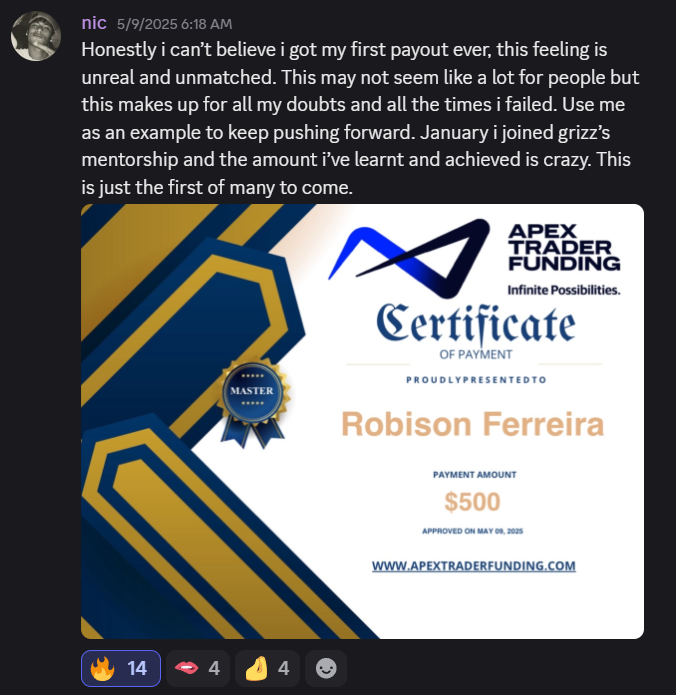 nic 5/9/2025 6:18 AM
Honestly i can’t believe i got my first payout ever, this feeling is
unreal and unmatched. This may not seem like a lot for people but
this makes up for all my doubts and all the times i failed. Use me
as an example to keep pushing forward. January i joined grizz’s
mentorship and the amount i’ve learnt and achieved is crazy. This
is just the first of many to come.
APEX
TRADER
FUNDING
Infinite Possibilities.
Certificate
OF PAYMENT
PROUDLYPRESENTEDTO
MASTER
Robison Ferreira
PAYMENT AMOUNT
$500
APPROVED ON MAY 09, 2025
WWW.APEXTRADERFUNDING.COM
14 4 4